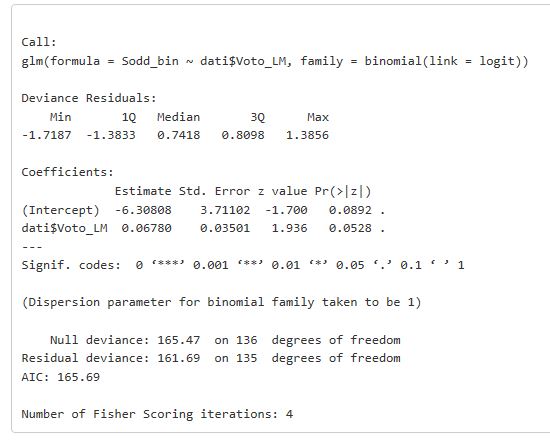 Call:
glm(formula = Sodd_bin ~ dati$Voto_LM, family = binomial(link = logit))
Deviance Residuals:
Min 1Q Median 3Q Max
-1.7187 -1.3833 0.7418 0.8098 1.3856
Coefficients:
Estimate Std. Error z value Pr(>|z|)
(Intercept) -6.30808 3.71102 -1.700 0.0892 .
dati$Voto_LM 0.06780 0.03501 1.936 0.0528 .
---
Signif. codes: 0 ‘***’ 0.001 ‘**’ 0.01 ‘*’ 0.05 ‘.’ 0.1 ‘ ’ 1
(Dispersion parameter for binomial family taken to be 1)
Null deviance: 165.47 on 136 degrees of freedom
Residual deviance: 161.69 on 135 degrees of freedom
AIC: 165.69
Number of Fisher Scoring iterations: 4